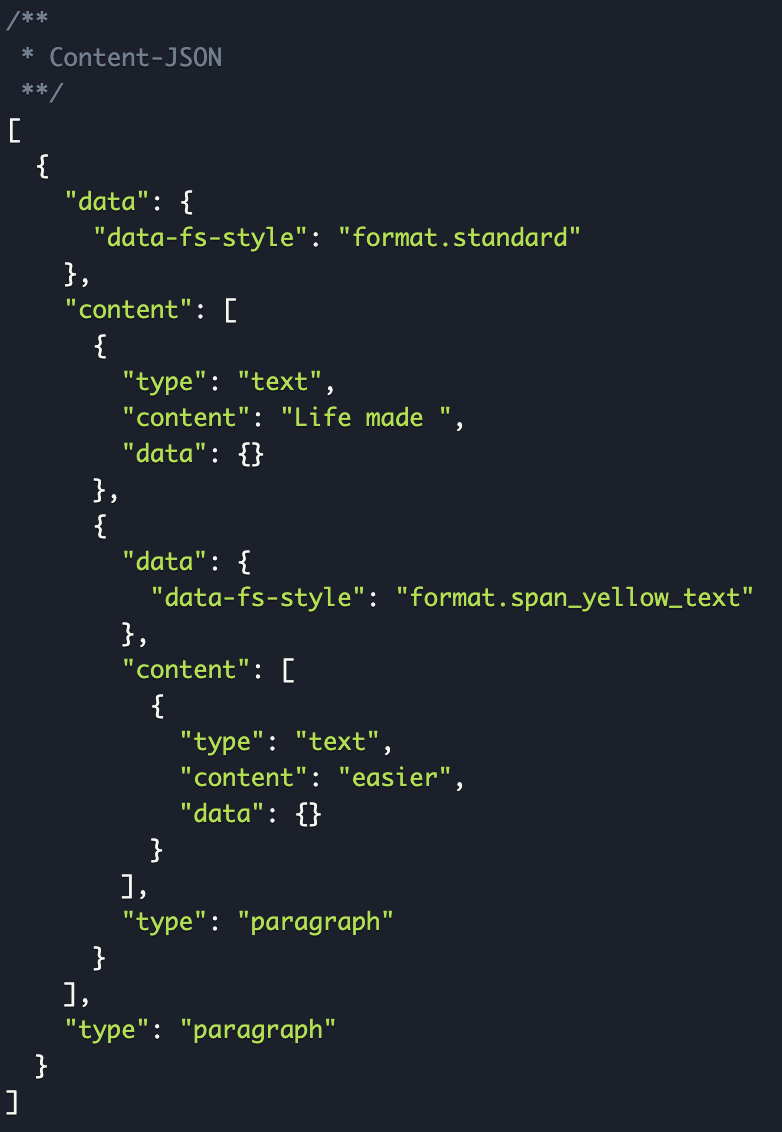 /**
 * Content-JSON
 **/
[
  {
    "data": {
      "data-fs-style": "format.standard"
    },
    "content": [
      {
        "type": "text",
        "content": "Life made ",
        "data": {}
      },
      {
        "data": {
          "data-fs-style": "format.span_yellow_text"
        },
        "content": [
          {
            "type": "text",
            "content": "easier",
            "data": {}
          }
        ],
        "type": "paragraph"
      }
    ],
    "type": "paragraph"
  }
]